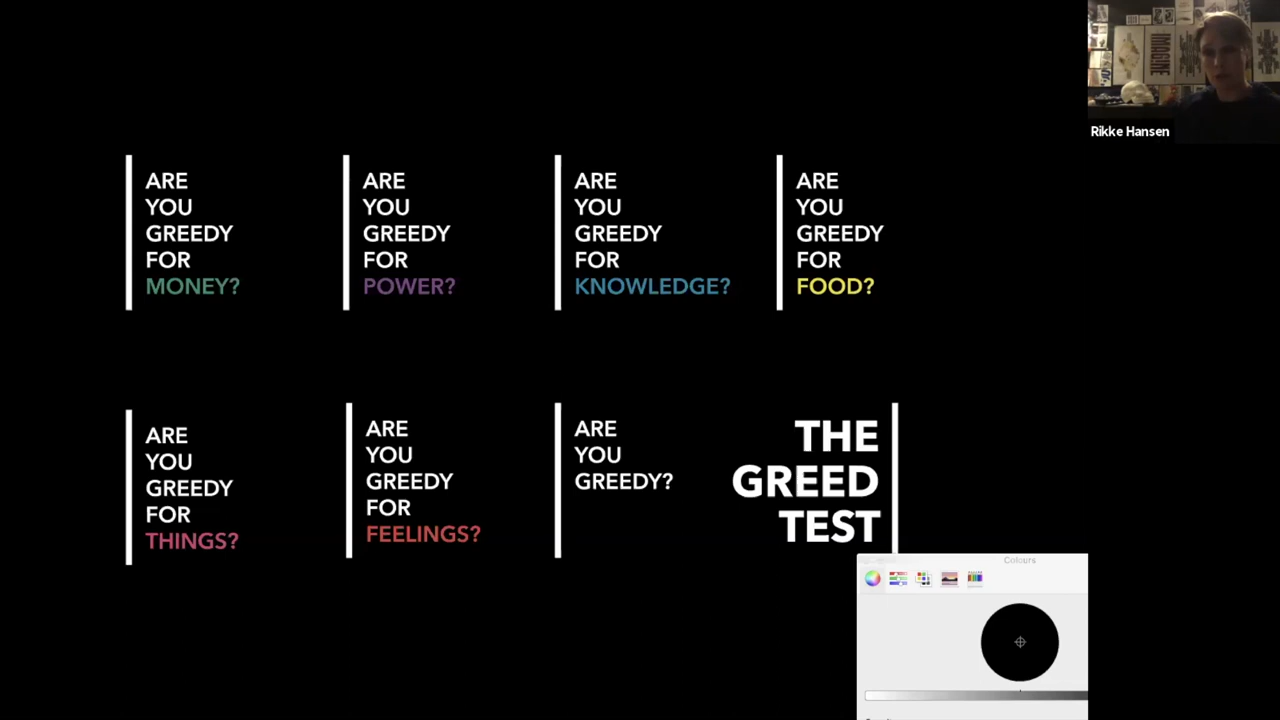 ARE
YOU
GREEDY
FOR
MONEY?
ARE
YOU
GREEDY
FOR
POWER?
ARE
YOU
GREEDY
FOR
KNOWLEDGE?
ARE
YOU
GREEDY
FOR
FOOD?
ARE
YOU
GREEDY
FOR
THINGS?
ARE
YOU
GREEDY
FOR
FEELINGS?
ARE
YOU
GREEDY?
THE
GREED
TEST
Colours
IMAGINE
Rikke Hansen